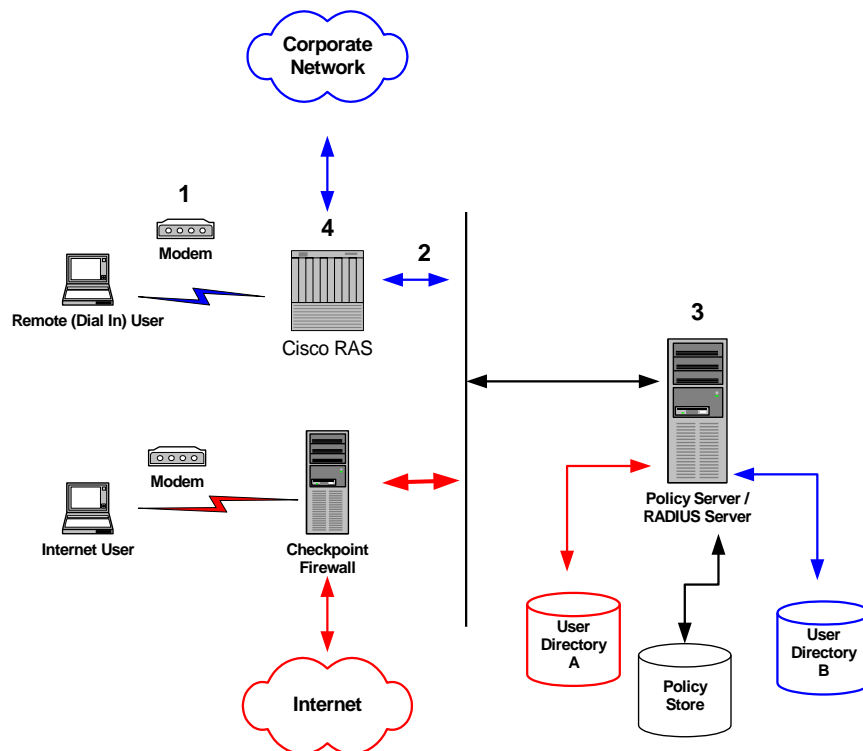 Corporate
Network
1
Modem
4
2
Remote (Dial In) User
Cisco RAS
3
Modem
Internet User
Checkpoint
Firewall
Policy Server /
RADIUS Server
User
Directory
A
Policy
Store
User
Directory
B
Internet